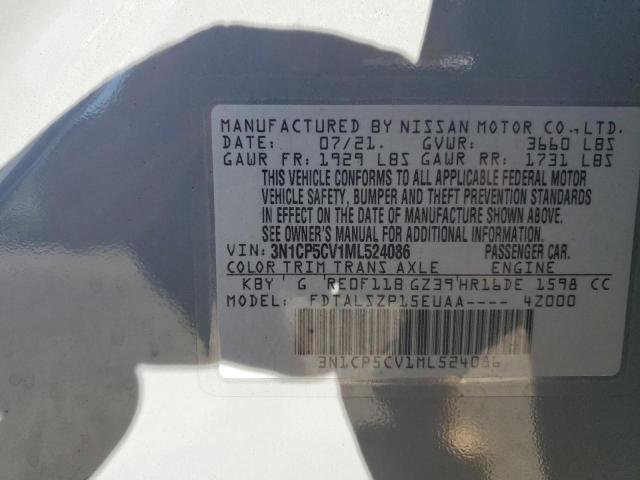 MANUFACTURED BY NISSAN MOTOR CO.,LTD.
DATE: 07/21. GVWR: 3660 LBS
GAWR FR: 1929 LBS GAWR RR: 1731 LBS
THIS VEHICLE CONFORMS TO ALL APPLICABLE FEDERAL MOTOR
VEHICLE SAFETY, BUMPER AND THEFT PREVENTION STANDARDS
IN EFFECT ON THE DATE OF MANUFACTURE SHOWN ABOVE.
SEE OWNER'S MANUAL FOR ADDITIONAL INFORMATION.
VIN: 3N1CP5CV1ML524086 PASSENGER CAR.
COLOR TRIM TRANS AXLE ENGINE
KBY G RE0F11B GZ39 HR16DE 1598 CC
MODEL: FDTALSZP15EUAA---- 4Z000
3N1CP5CV1ML524086